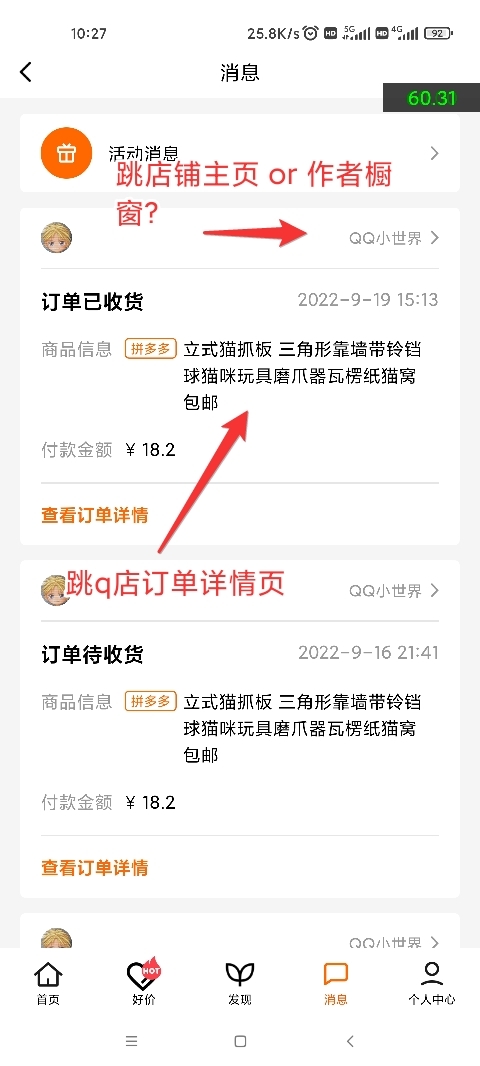 10:27
25.8K/s HD 5G HD 4G 92
消息
60.31
活动消息
跳店铺主页 or 作者橱
窗?
QQ小世界
订单已收货
2022-9-19 15:13
商品信息 拼多多 立式猫抓板 三角形靠墙带铃铛
球猫咪玩具磨爪器瓦楞纸猫窝
包邮
付款金额 ¥ 18.2
查看订单详情
跳q店订单详情页
QQ小世界
订单待收货
2022-9-16 21:41
商品信息 拼多多 立式猫抓板 三角形靠墙带铃铛
球猫咪玩具磨爪器瓦楞纸猫窝
包邮
付款金额 ¥ 18.2
查看订单详情
QQ小世界
HOT
首页 好价 发现 消息 个人中心